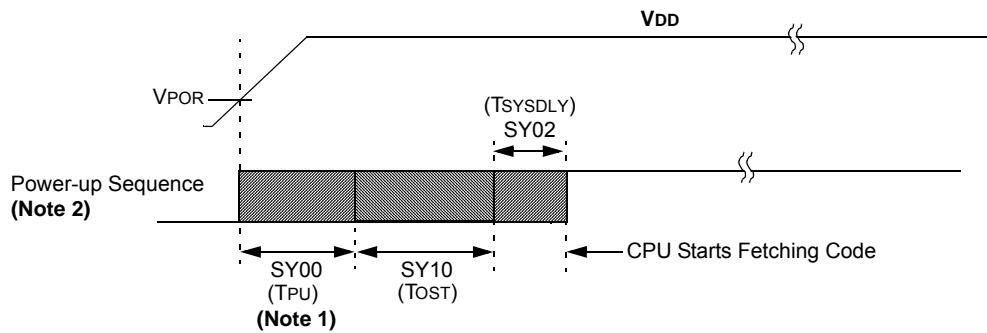 VDD
VPOR
(TSYSDLY)
SY02
Power-up Sequence
(Note 2)
CPU Starts Fetching Code
SY00
(TPU)
(Note 1)
SY10
(TOST)